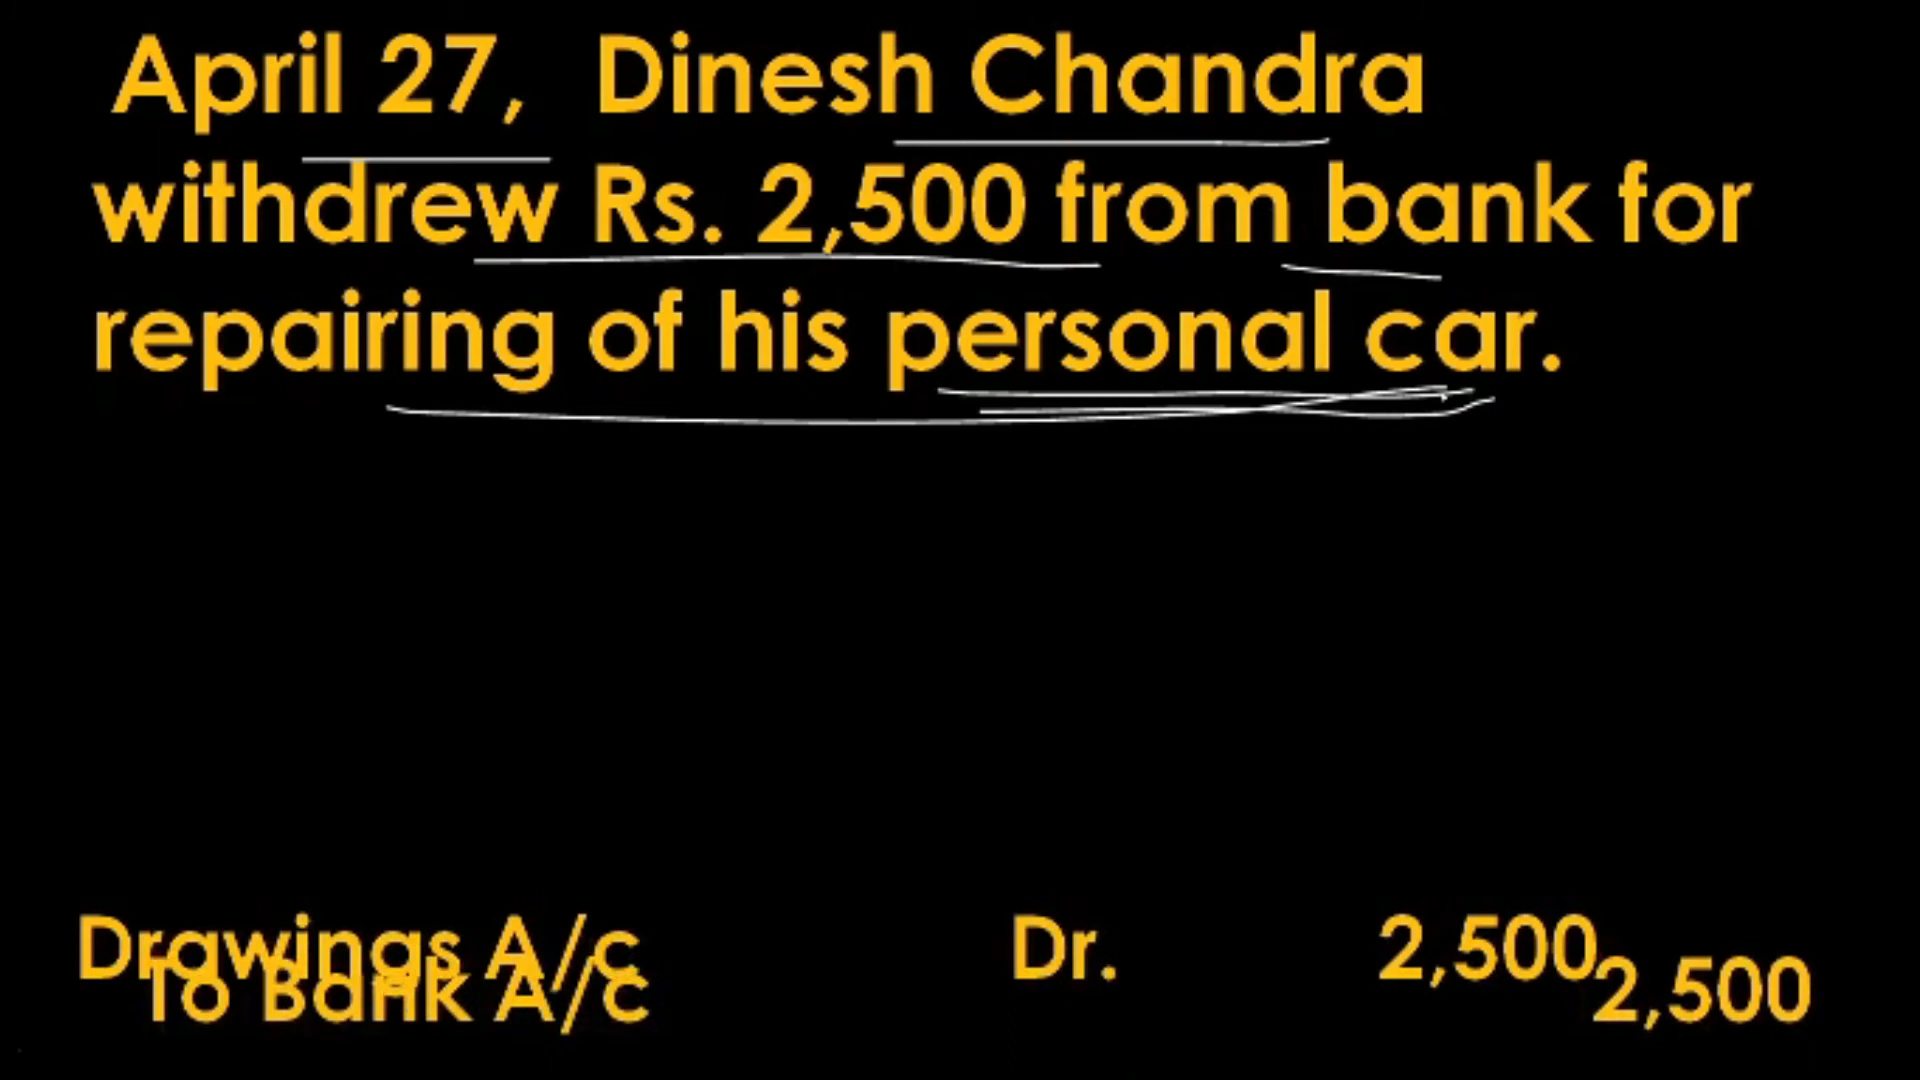 April 27, Dinesh Chandra
withdrew Rs. 2,500 from bank for
repairing of his personal car.
Drawings A/c Dr. 2,500
To Bank A/c 2,500